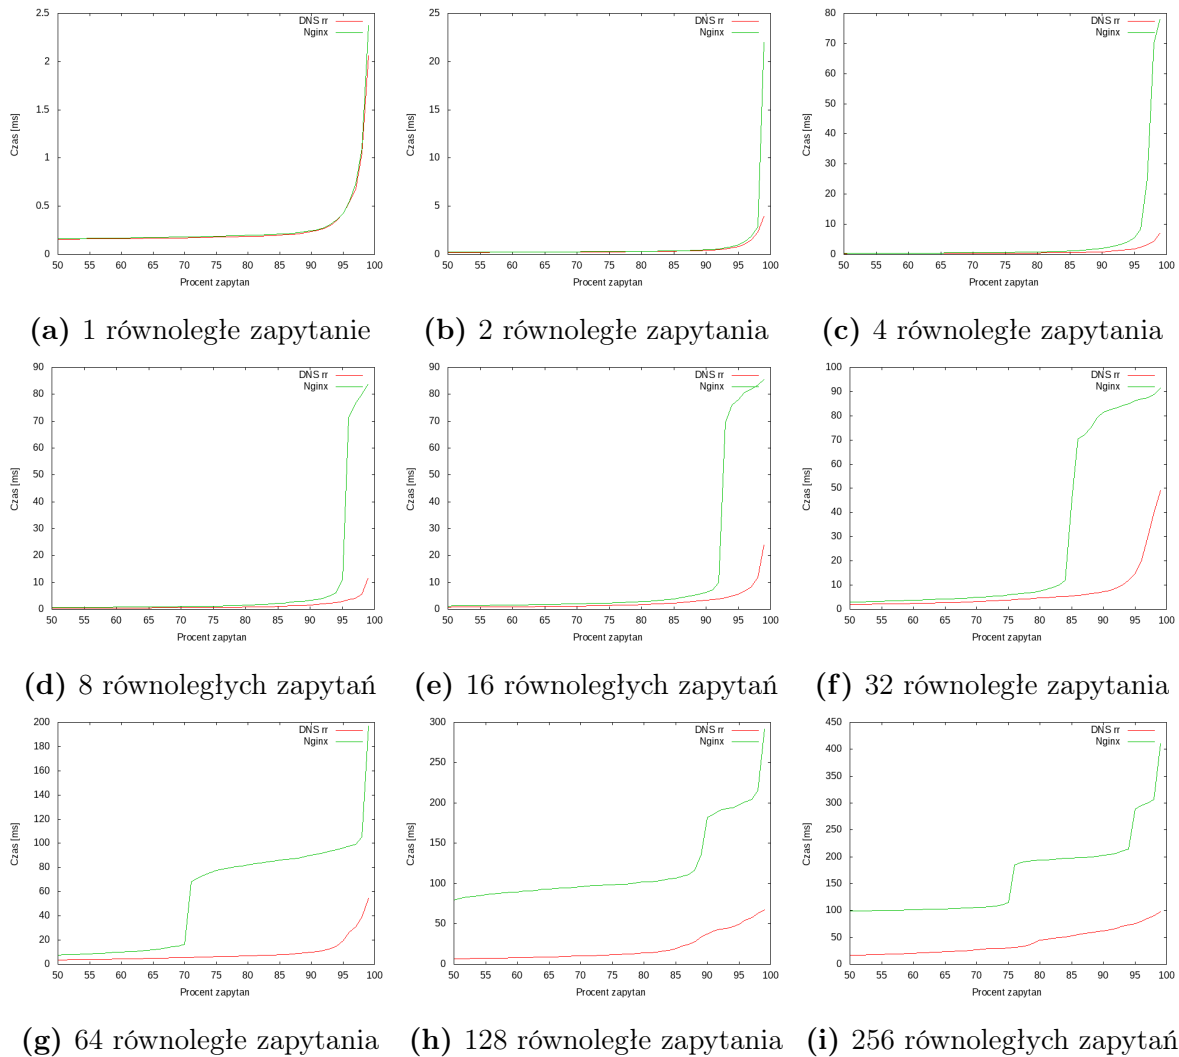 2.5
2
1.5
1
0.5
0
Czas [ms]
DNS rr
Nginx
50 55 60 65 70 75 80 85 90 95 100
Procent zapytan
(a) 1 równoległe zapytanie
25
20
15
10
5
0
Czas [ms]
DNS rr
Nginx
50 55 60 65 70 75 80 85 90 95 100
Procent zapytan
(b) 2 równoległe zapytania
80
70
60
50
40
30
20
10
0
Czas [ms]
DNS rr
Nginx
50 55 60 65 70 75 80 85 90 95 100
Procent zapytan
(c) 4 równoległe zapytania
90
80
70
60
50
40
30
20
10
0
Czas [ms]
DNS rr
Nginx
50 55 60 65 70 75 80 85 90 95 100
Procent zapytan
(d) 8 równoległych zapytań
90
80
70
60
50
40
30
20
10
0
Czas [ms]
DNS rr
Nginx
50 55 60 65 70 75 80 85 90 95 100
Procent zapytan
(e) 16 równoległych zapytań
100
90
80
70
60
50
40
30
20
10
0
Czas [ms]
DNS rr
Nginx
50 55 60 65 70 75 80 85 90 95 100
Procent zapytan
(f) 32 równoległe zapytania
200
180
160
140
120
100
80
60
40
20
0
Czas [ms]
DNS rr
Nginx
50 55 60 65 70 75 80 85 90 95 100
Procent zapytan
(g) 64 równoległe zapytania
300
250
200
150
100
50
0
Czas [ms]
DNS rr
Nginx
50 55 60 65 70 75 80 85 90 95 100
Procent zapytan
(h) 128 równoległe zapytania
450
400
350
300
250
200
150
100
50
0
Czas [ms]
DNS rr
Nginx
50 55 60 65 70 75 80 85 90 95 100
Procent zapytan
(i) 256 równoległych zapytań